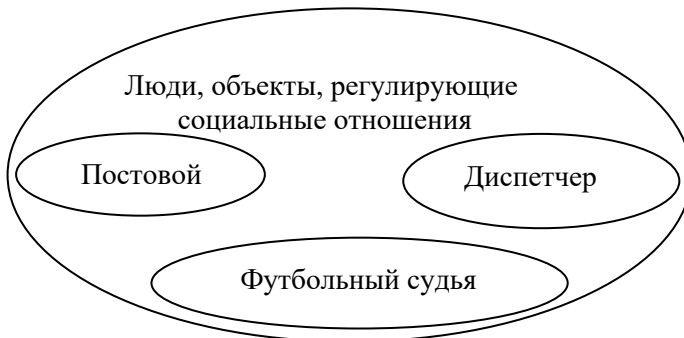 Люди, объекты, регулирующие
социальные отношения
Постовой
Диспетчер
Футбольный судья